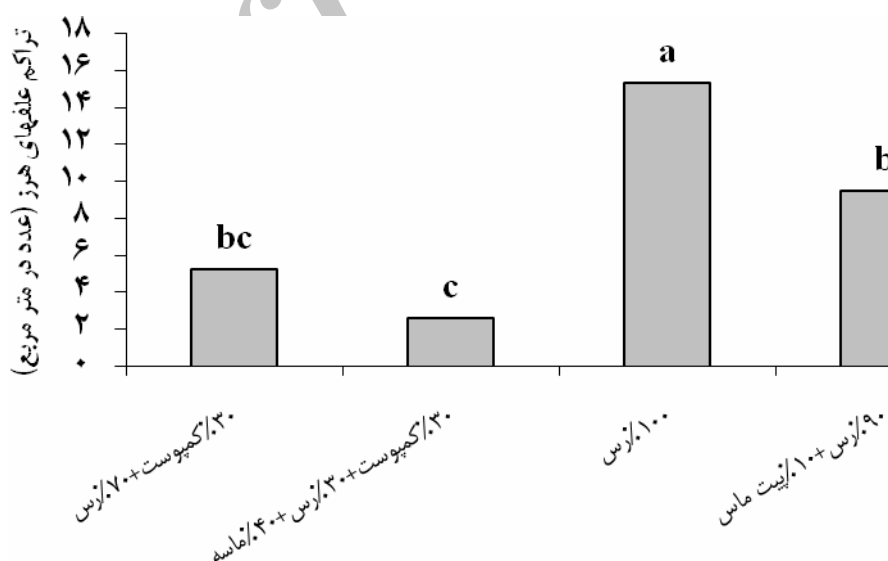 تراکم علفهای هرز (عدد در متر مربع)
۱۸
۱۶
۱۴
۱۲
۱۰
۸
۶
۴
۲
۰
bc
c
a
b
۳۰٪کمپوست+۷۰٪رس
۳۰٪کمپوست+۳۰٪رس+۴۰٪ماسه
۱۰۰٪رس
۹۰٪رس+۱۰٪پیت ماس